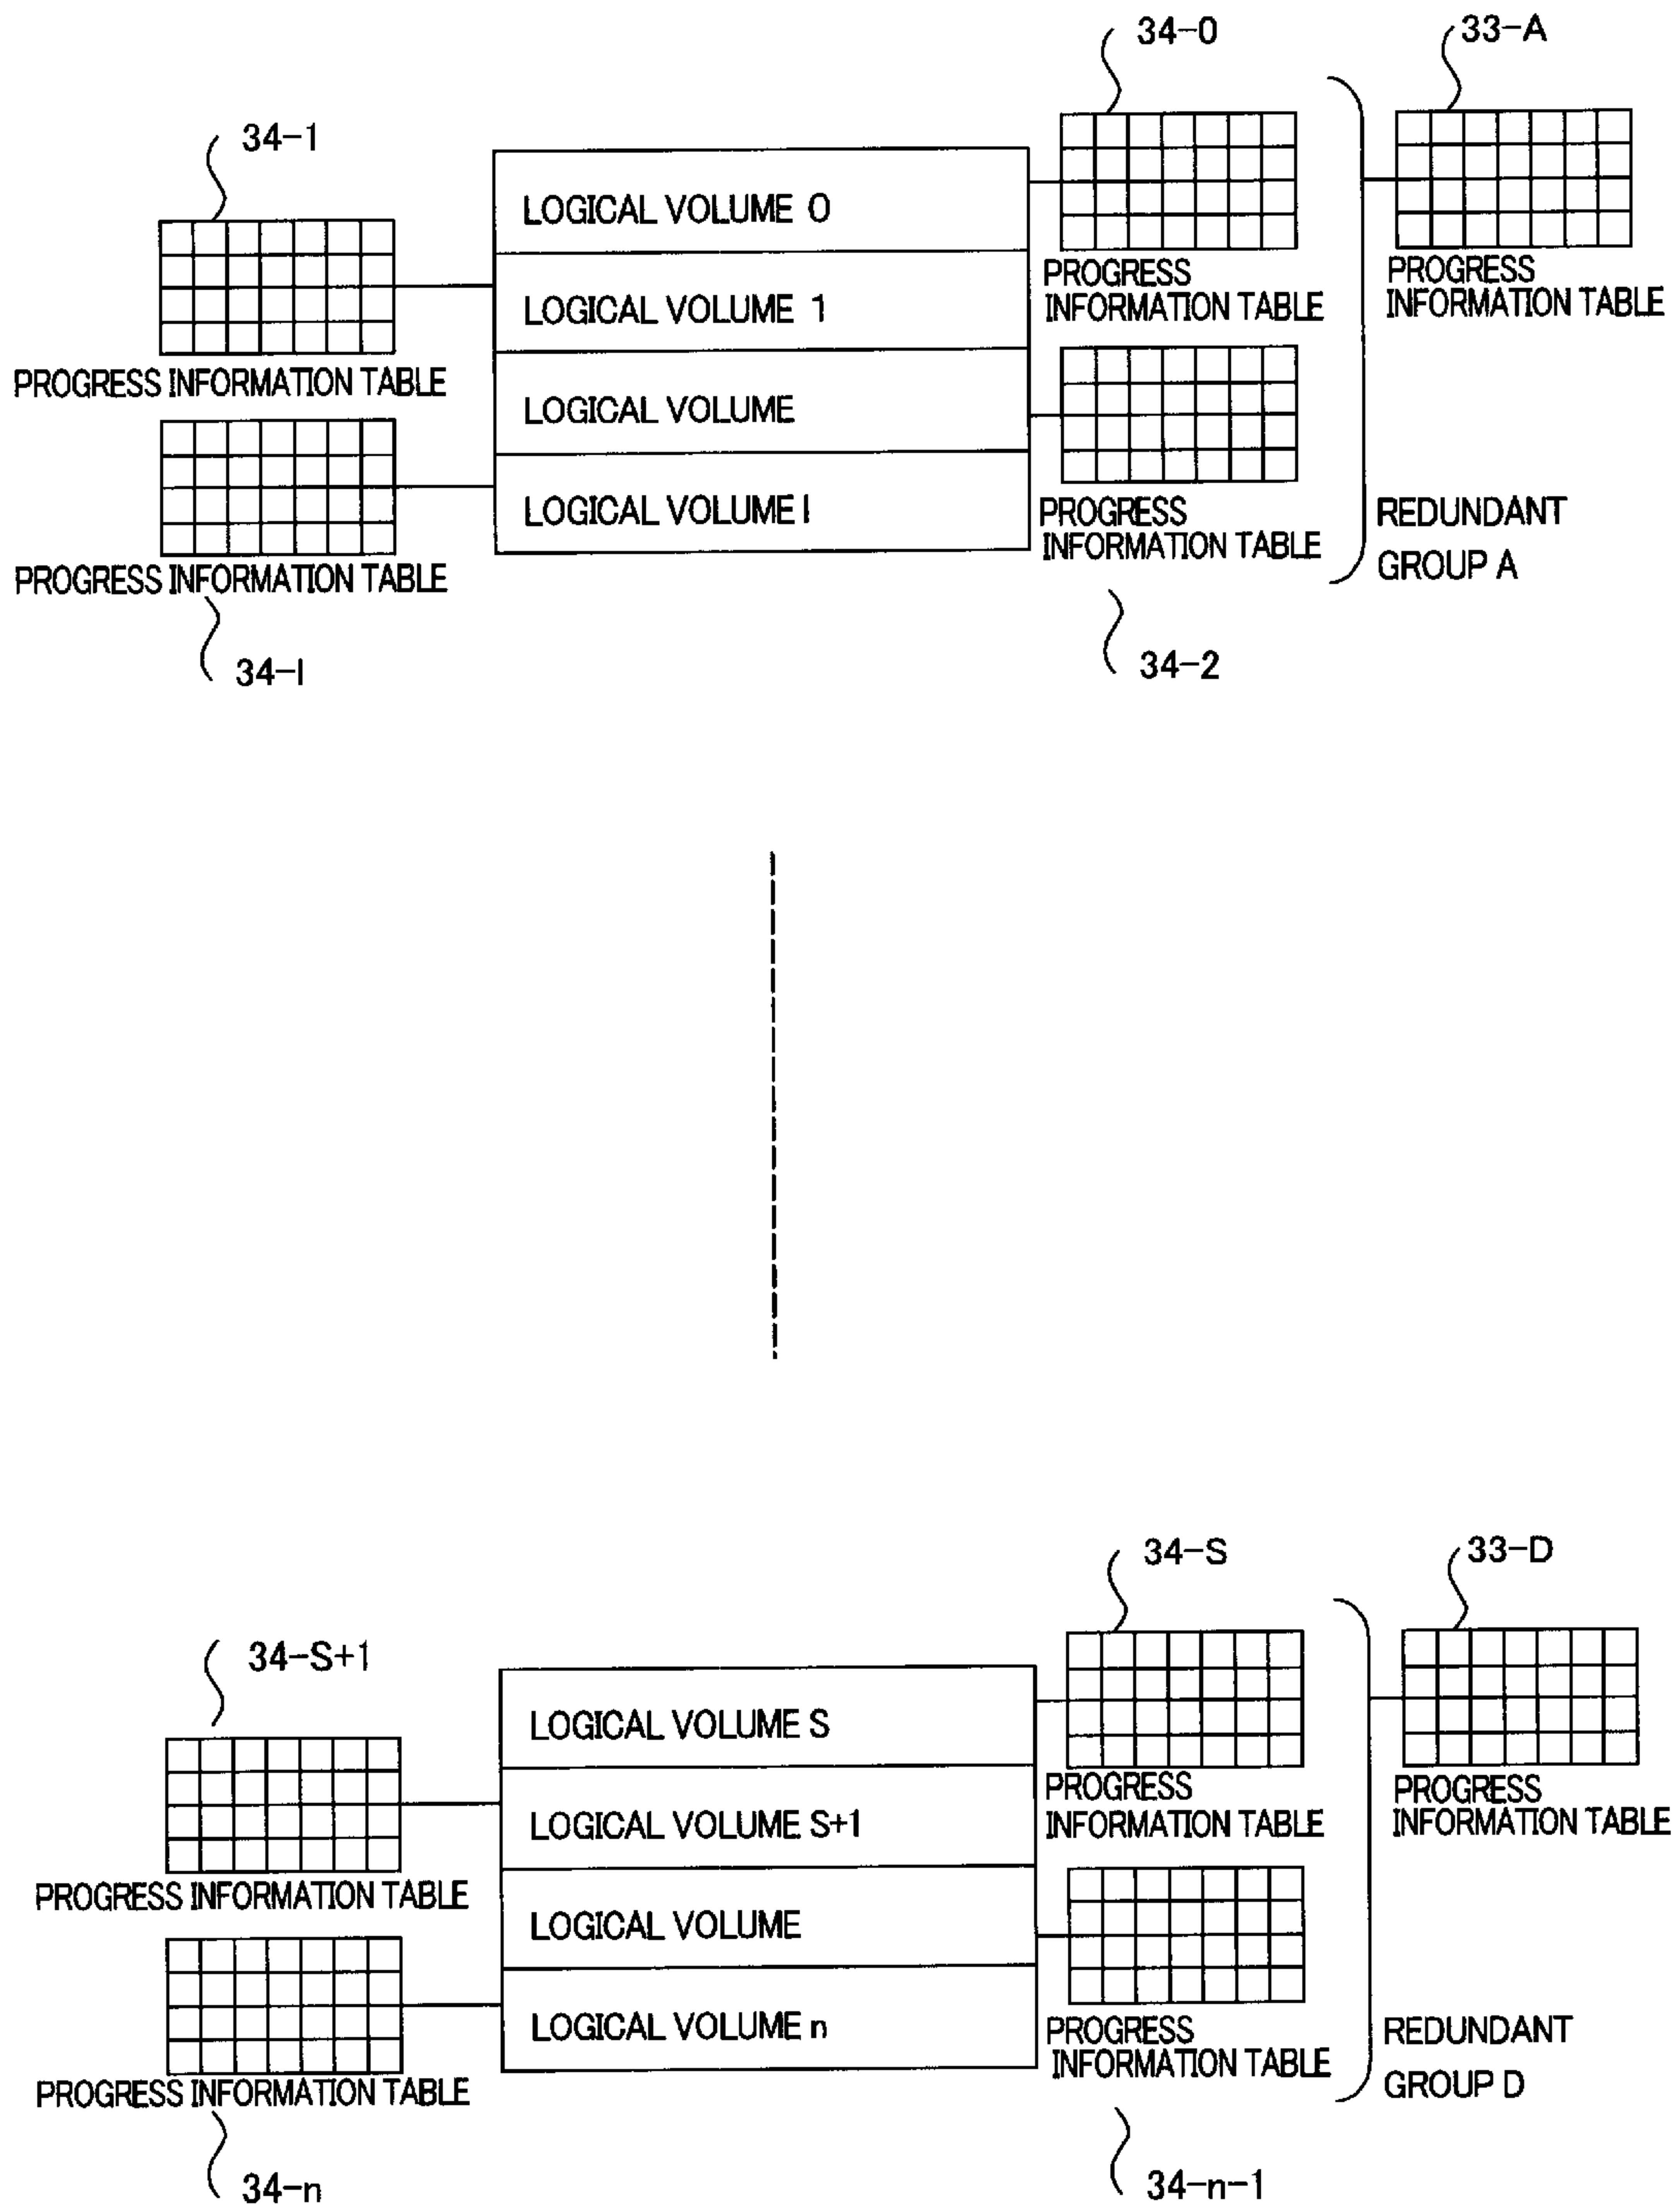 34-0
33-A
34-1
LOGICAL VOLUME 0
LOGICAL VOLUME 1
LOGICAL VOLUME
LOGICAL VOLUME l
PROGRESS
INFORMATION TABLE
PROGRESS
INFORMATION TABLE
PROGRESS INFORMATION TABLE
PROGRESS INFORMATION TABLE
PROGRESS
INFORMATION TABLE
REDUNDANT
GROUP A
34-l
34-2
34-S
33-D
34-S+1
LOGICAL VOLUME S
LOGICAL VOLUME S+1
LOGICAL VOLUME
LOGICAL VOLUME n
PROGRESS
INFORMATION TABLE
PROGRESS
INFORMATION TABLE
PROGRESS INFORMATION TABLE
PROGRESS INFORMATION TABLE
PROGRESS
INFORMATION TABLE
REDUNDANT
GROUP D
34-n
34-n-1